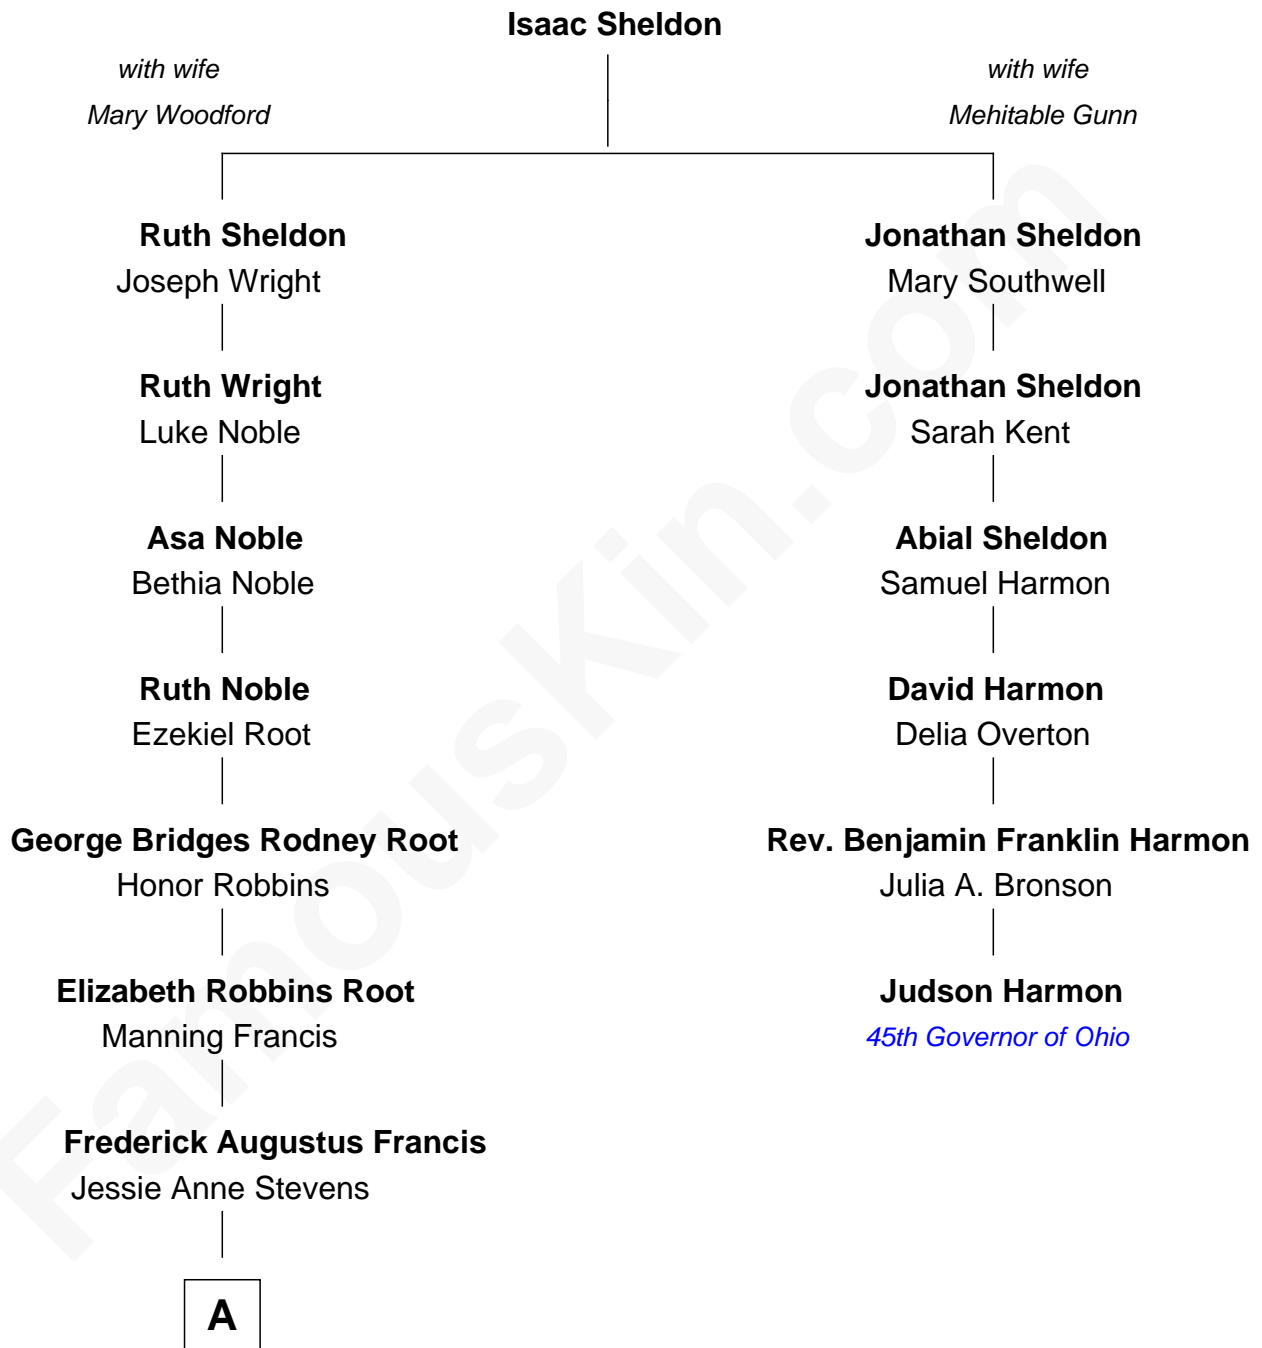 Isaac Sheldon
with wife
Mary Woodford
with wife
Mehitable Gunn
Ruth Sheldon
Joseph Wright
Jonathan Sheldon
Mary Southwell
Ruth Wright
Luke Noble
Jonathan Sheldon
Sarah Kent
Asa Noble
Bethia Noble
Abial Sheldon
Samuel Harmon
Ruth Noble
Ezekiel Root
David Harmon
Delia Overton
George Bridges Rodney Root
Honor Robbins
Rev. Benjamin Franklin Harmon
Julia A. Bronson
Elizabeth Robbins Root
Manning Francis
Judson Harmon
45th Governor of Ohio
Frederick Augustus Francis
Jessie Anne Stevens
A
FamousKin.com